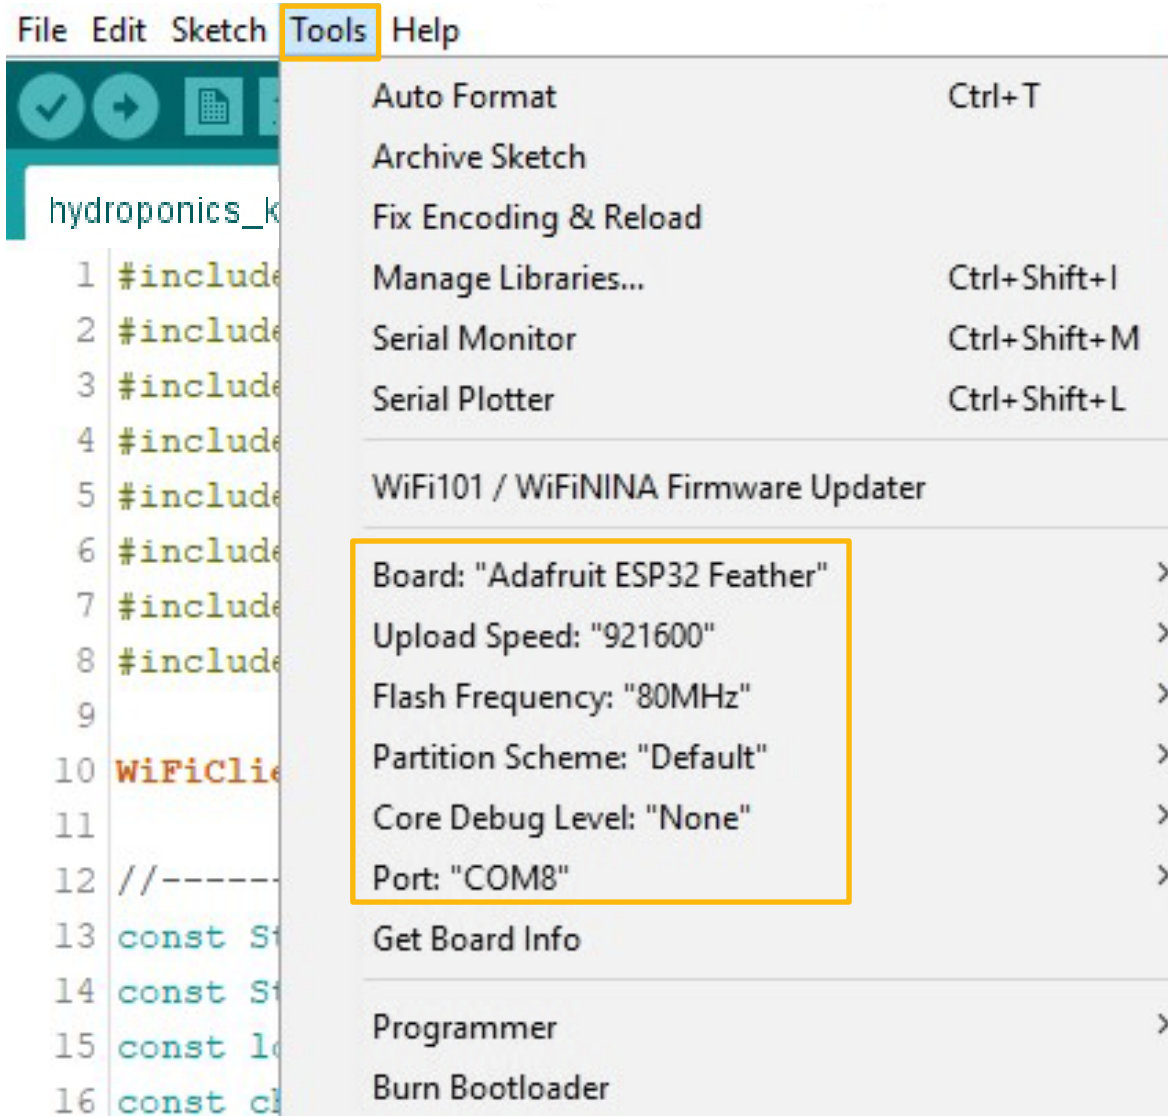 File Edit Sketch Tools Help
Auto Format Ctrl+T
Archive Sketch
Fix Encoding & Reload
Manage Libraries... Ctrl+Shift+I
Serial Monitor Ctrl+Shift+M
Serial Plotter Ctrl+Shift+L
WiFi101 / WiFiNINA Firmware Updater
Board: "Adafruit ESP32 Feather"
Upload Speed: "921600"
Flash Frequency: "80MHz"
Partition Scheme: "Default"
Core Debug Level: "None"
Port: "COM8"
Get Board Info
Programmer
Burn Bootloader
hydroponics_k
1 #include
2 #include
3 #include
4 #include
5 #include
6 #include
7 #include
8 #include
9
10 WiFiClie
11
12 //------
13 const St
14 const St
15 const lo
16 const ch